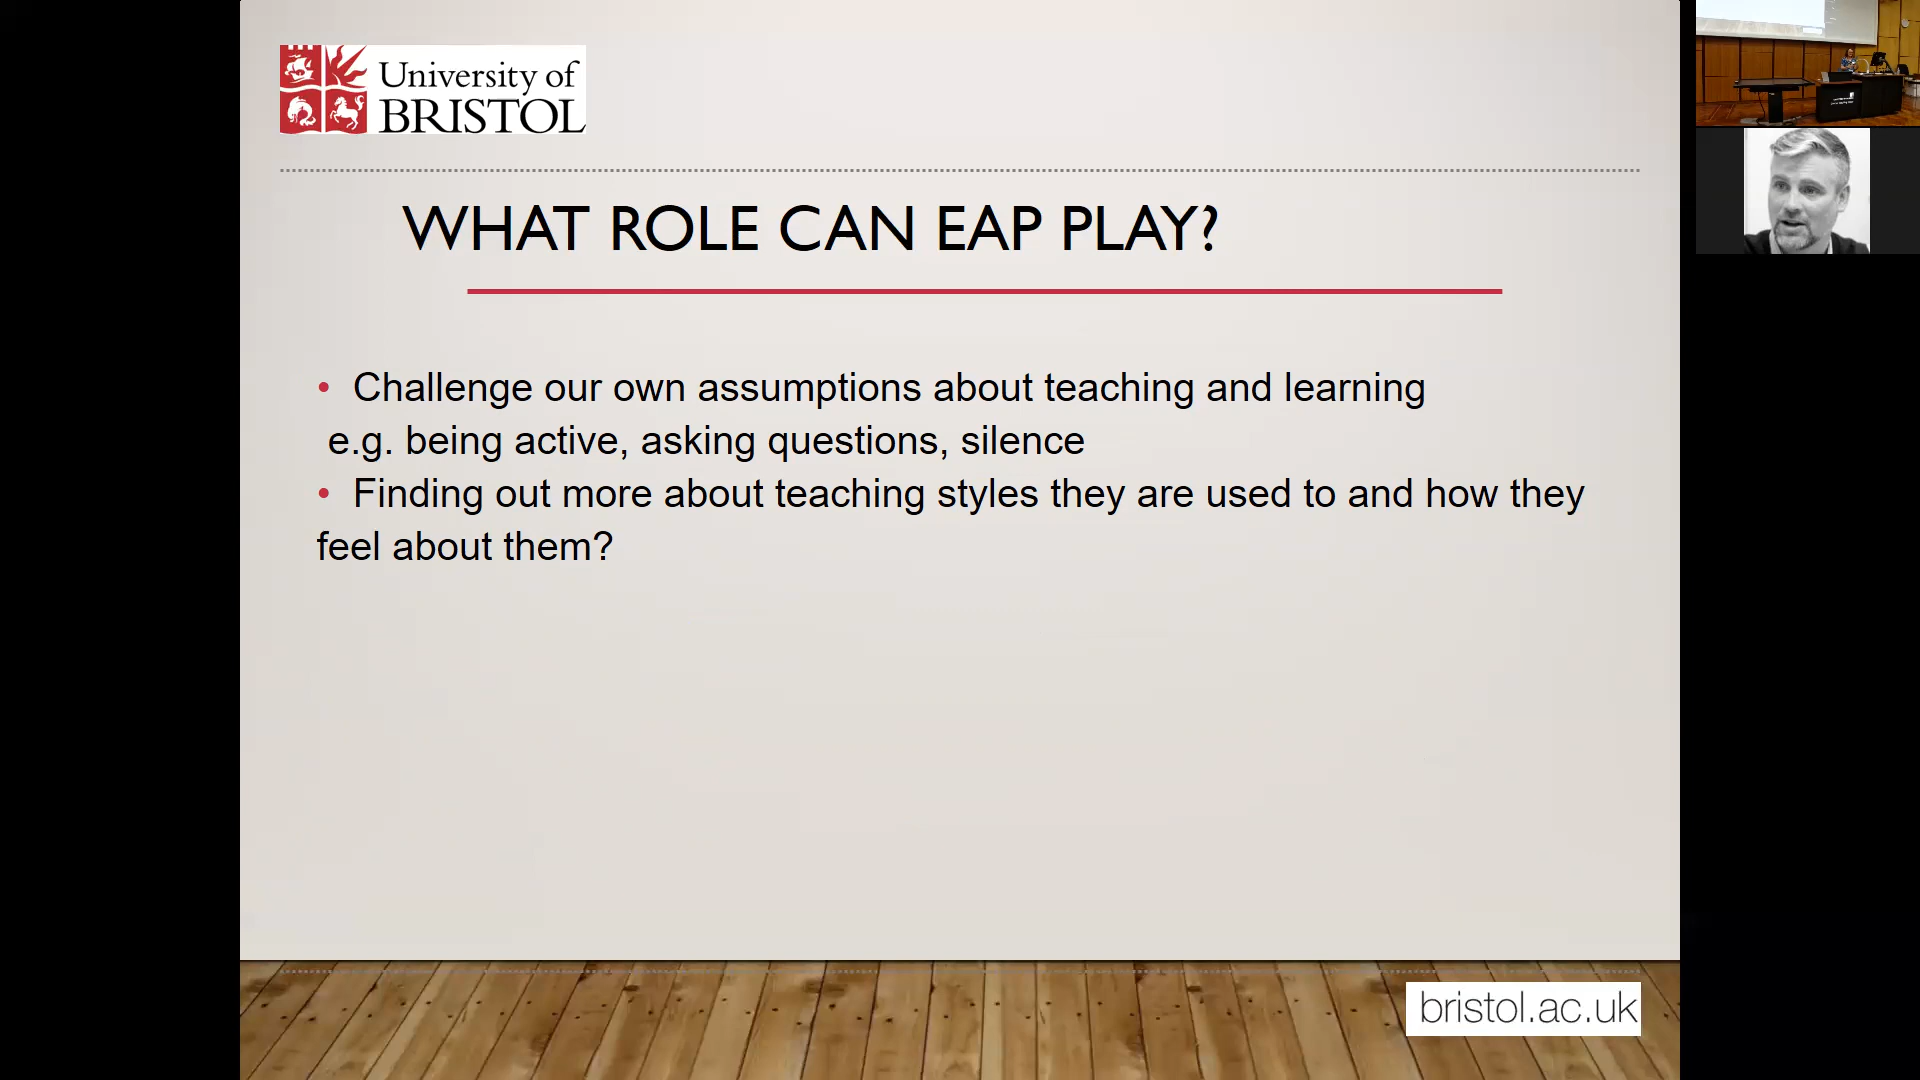 University of
BRISTOL
WHAT ROLE CAN EAP PLAY?
• Challenge our own assumptions about teaching and learning
e.g. being active, asking questions, silence
• Finding out more about teaching styles they are used to and how they
feel about them?
bristol.ac.uk